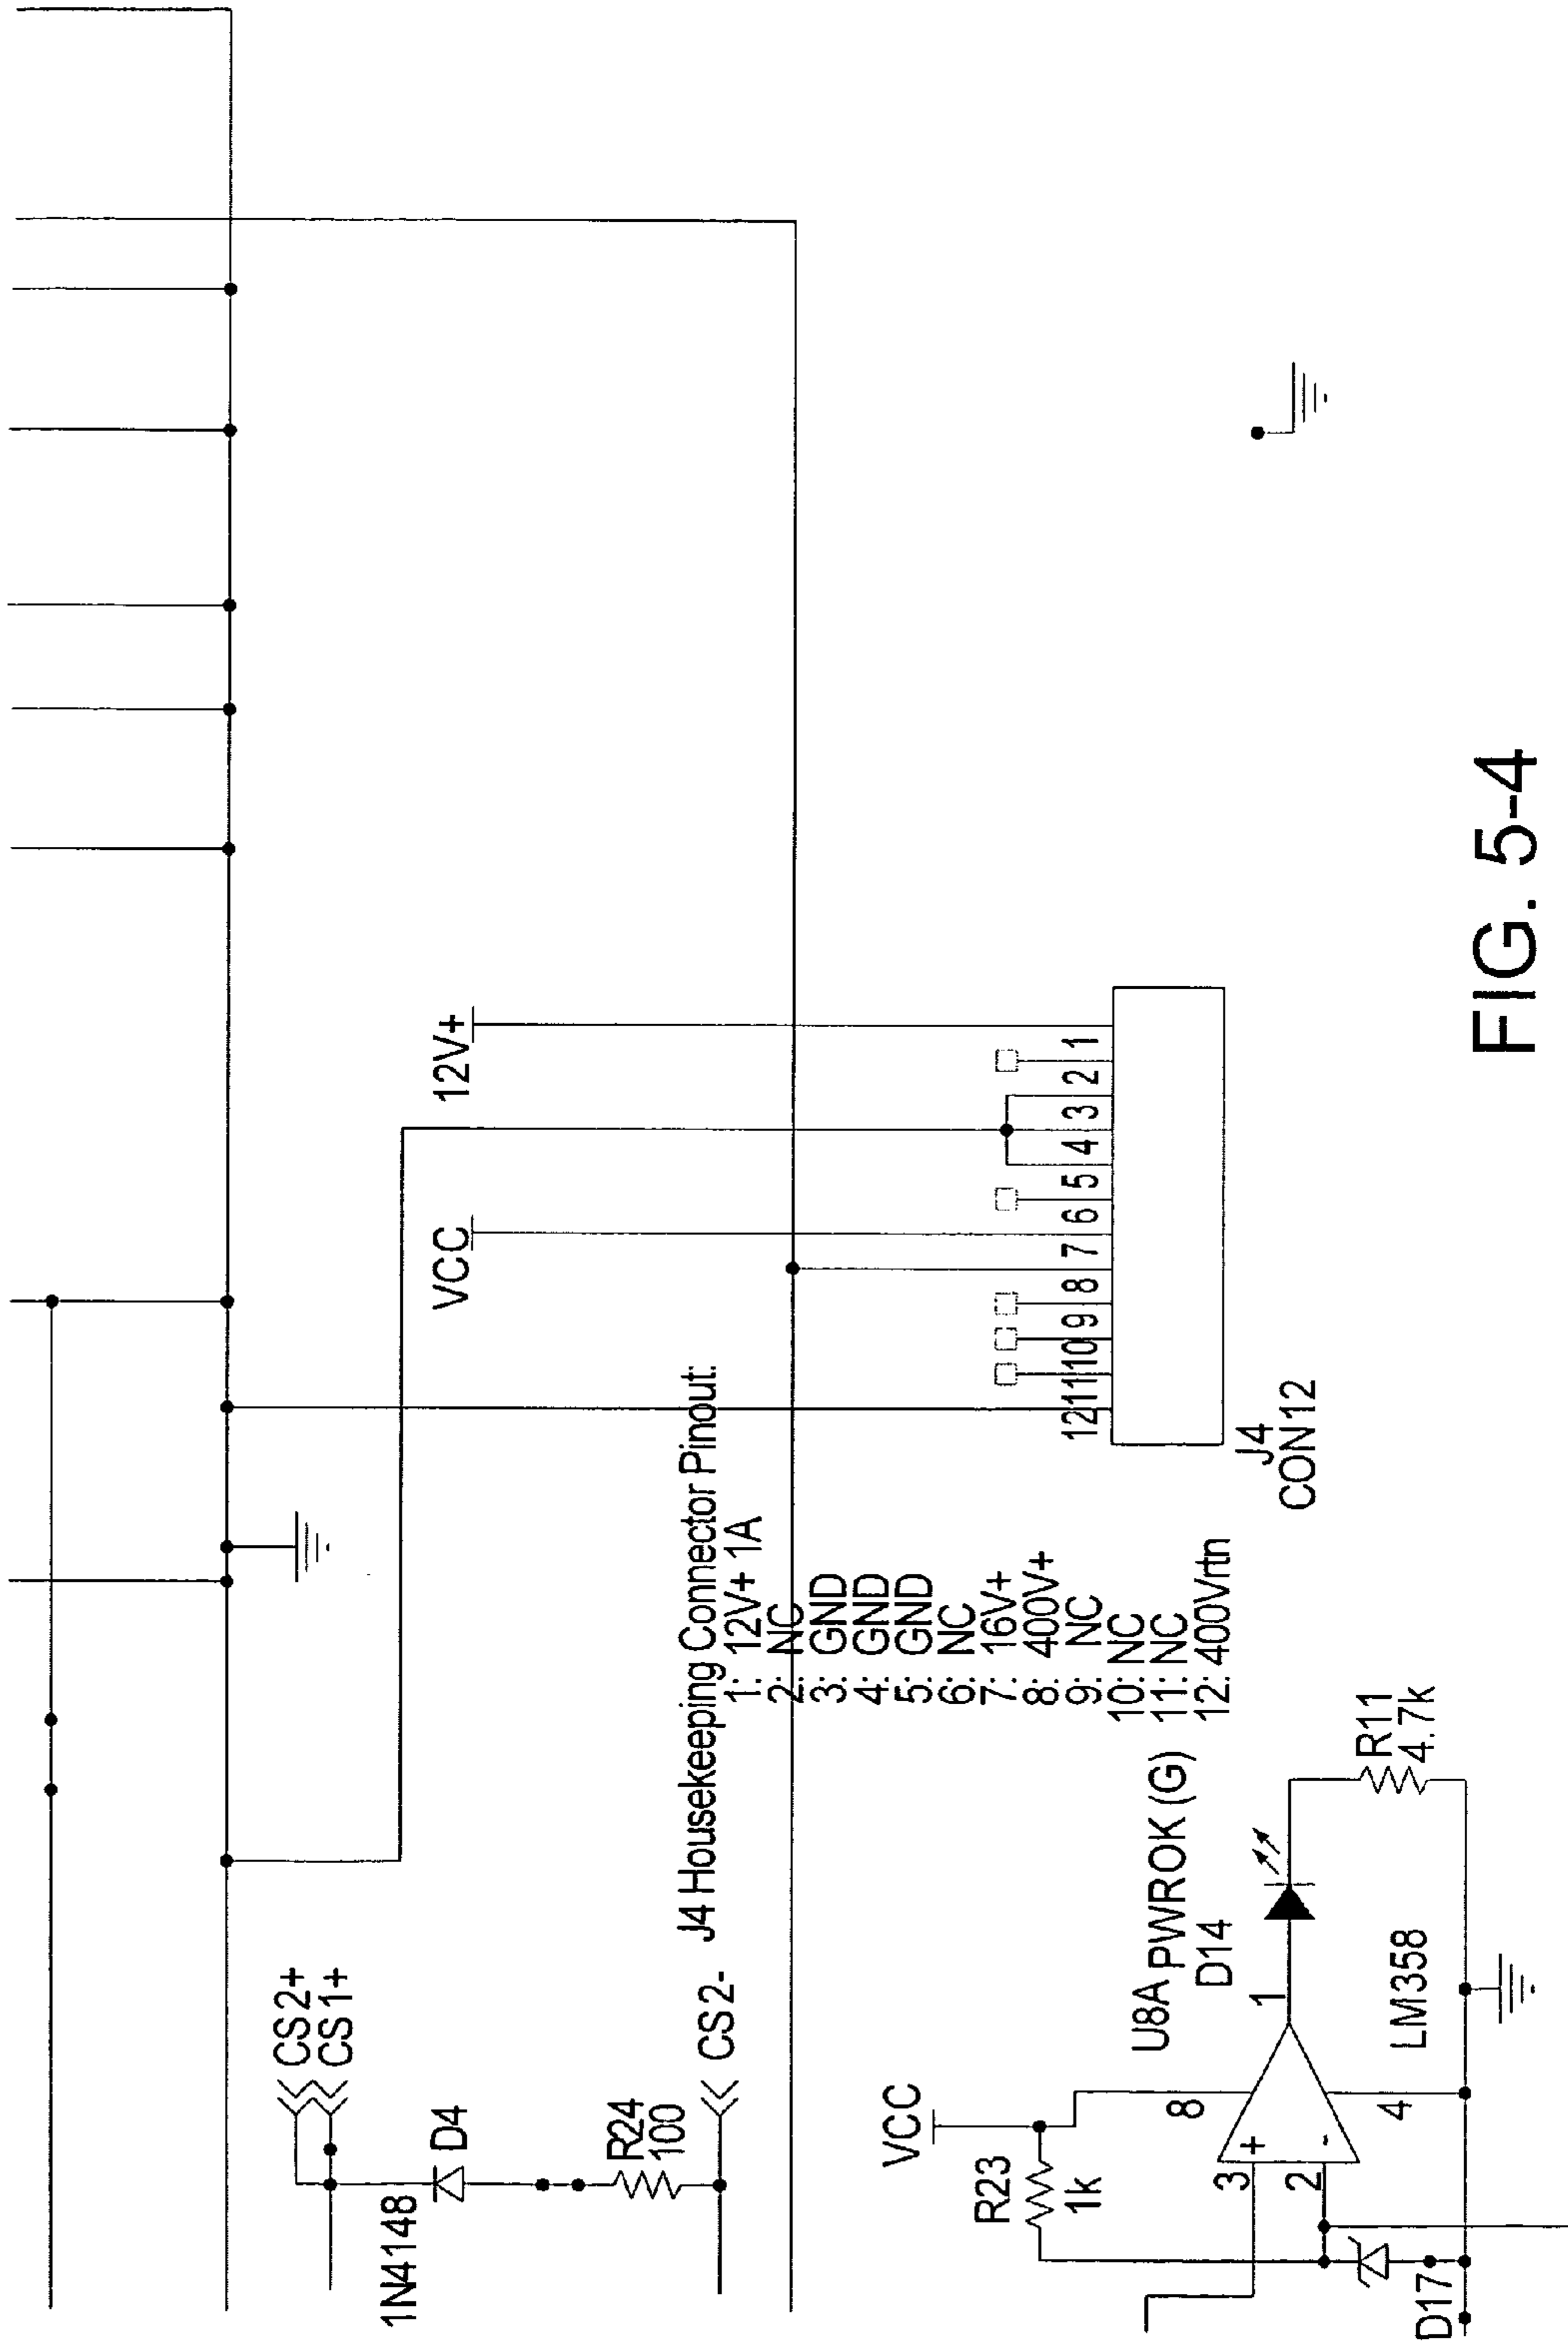 CS2+
CS1+
1N4148
D4
R24
100
CS2-
12V+
VCC
J4 Housekeeping Connector Pinout:
1: 12V+ 1A
2: NC
3: GND
4: GND
5: GND
6: NC
7: 16V+
8: 400V+
9: NC
10: NC
11: NC
12: 400Vrtn
12 11 10 9 8 7 6 5 4 3 2 1
J4
CON12
VCC
R23
1k
U8A
PWROK (G)
D14
8
3
+
1
2
-
4
LM358
R11
4.7k
D17
FIG. 5-4